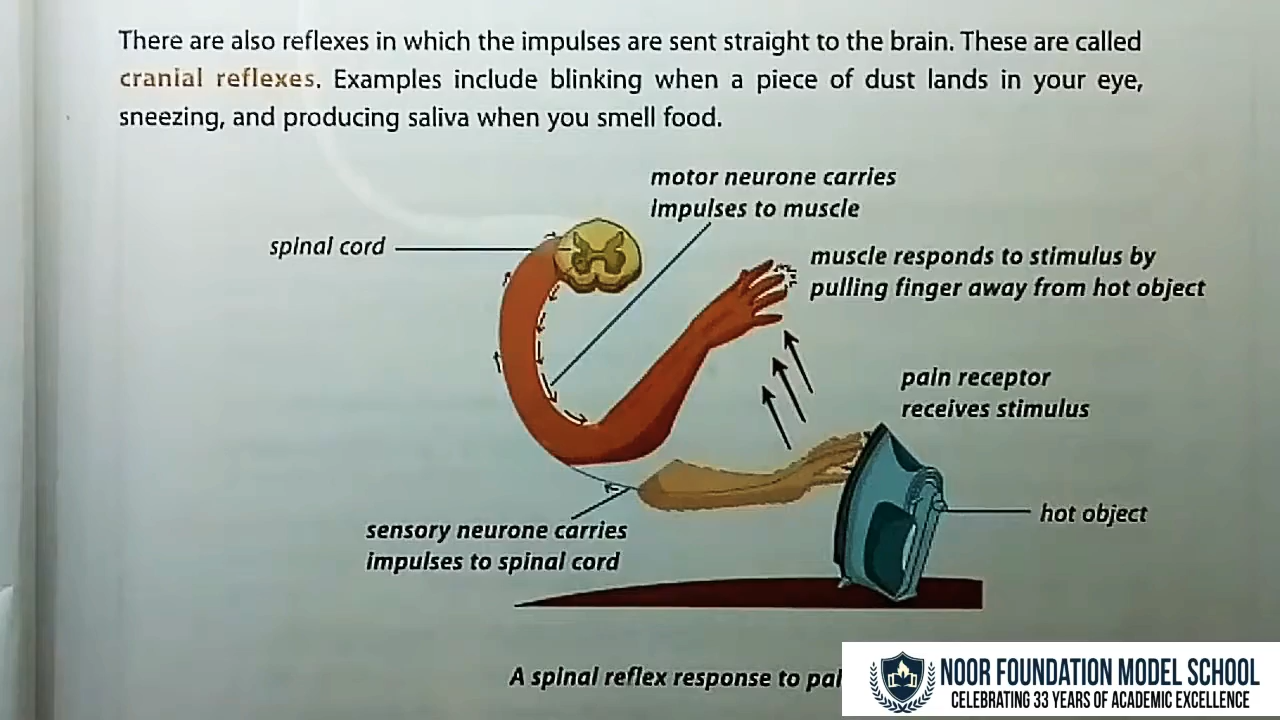 There are also reflexes in which the impulses are sent straight to the brain. These are called
cranial reflexes. Examples include blinking when a piece of dust lands in your eye,
sneezing, and producing saliva when you smell food.
motor neurone carries
impulses to muscle
spinal cord
muscle responds to stimulus by
pulling finger away from hot object
pain receptor
receives stimulus
hot object
sensory neurone carries
impulses to spinal cord
A spinal reflex response to
NOOR FOUNDATION MODEL SCHOOL
CELEBRATING 33 YEARS OF ACADEMIC EXCELLENCE